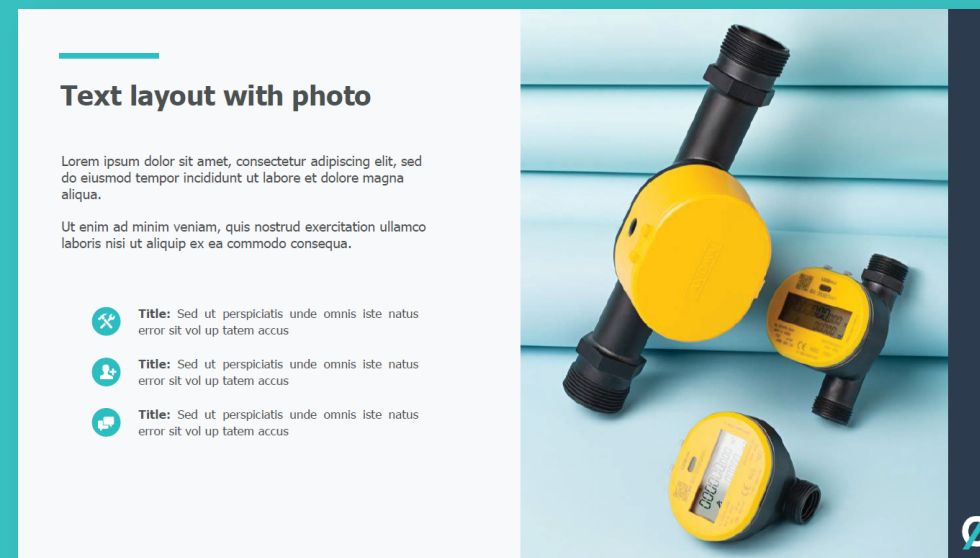 Text layout with photo
Lorem ipsum dolor sit amet, consectetur adipiscing elit, sed
do eiusmod tempor incididunt ut labore et dolore magna
aliqua.
Ut enim ad minim veniam, quis nostrud exercitation ullamco
laboris nisi ut aliquip ex ea commodo consequa.
Title: Sed ut perspiciatis unde omnis iste natus
error sit vol up tatem accus
Title: Sed ut perspiciatis unde omnis iste natus
error sit vol up tatem accus
Title: Sed ut perspiciatis unde omnis iste natus
error sit vol up tatem accus